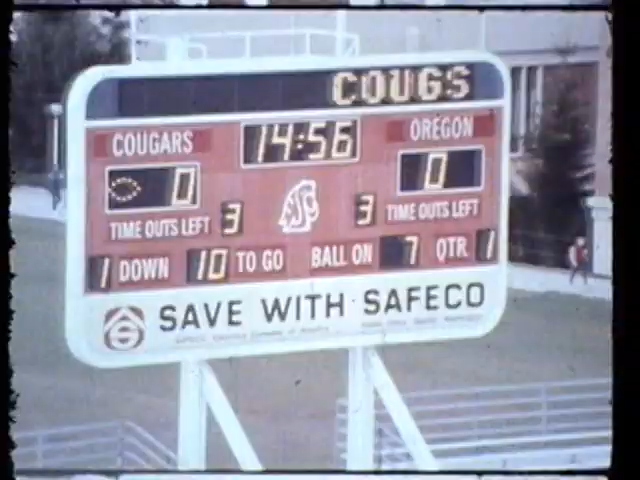 COUGS
COUGARS 14:56 OREGON
0 0
TIME OUTS LEFT 3 3 TIME OUTS LEFT
1 DOWN 10 TO GO BALL ON 7 QTR 1
SAVE WITH SAFECO